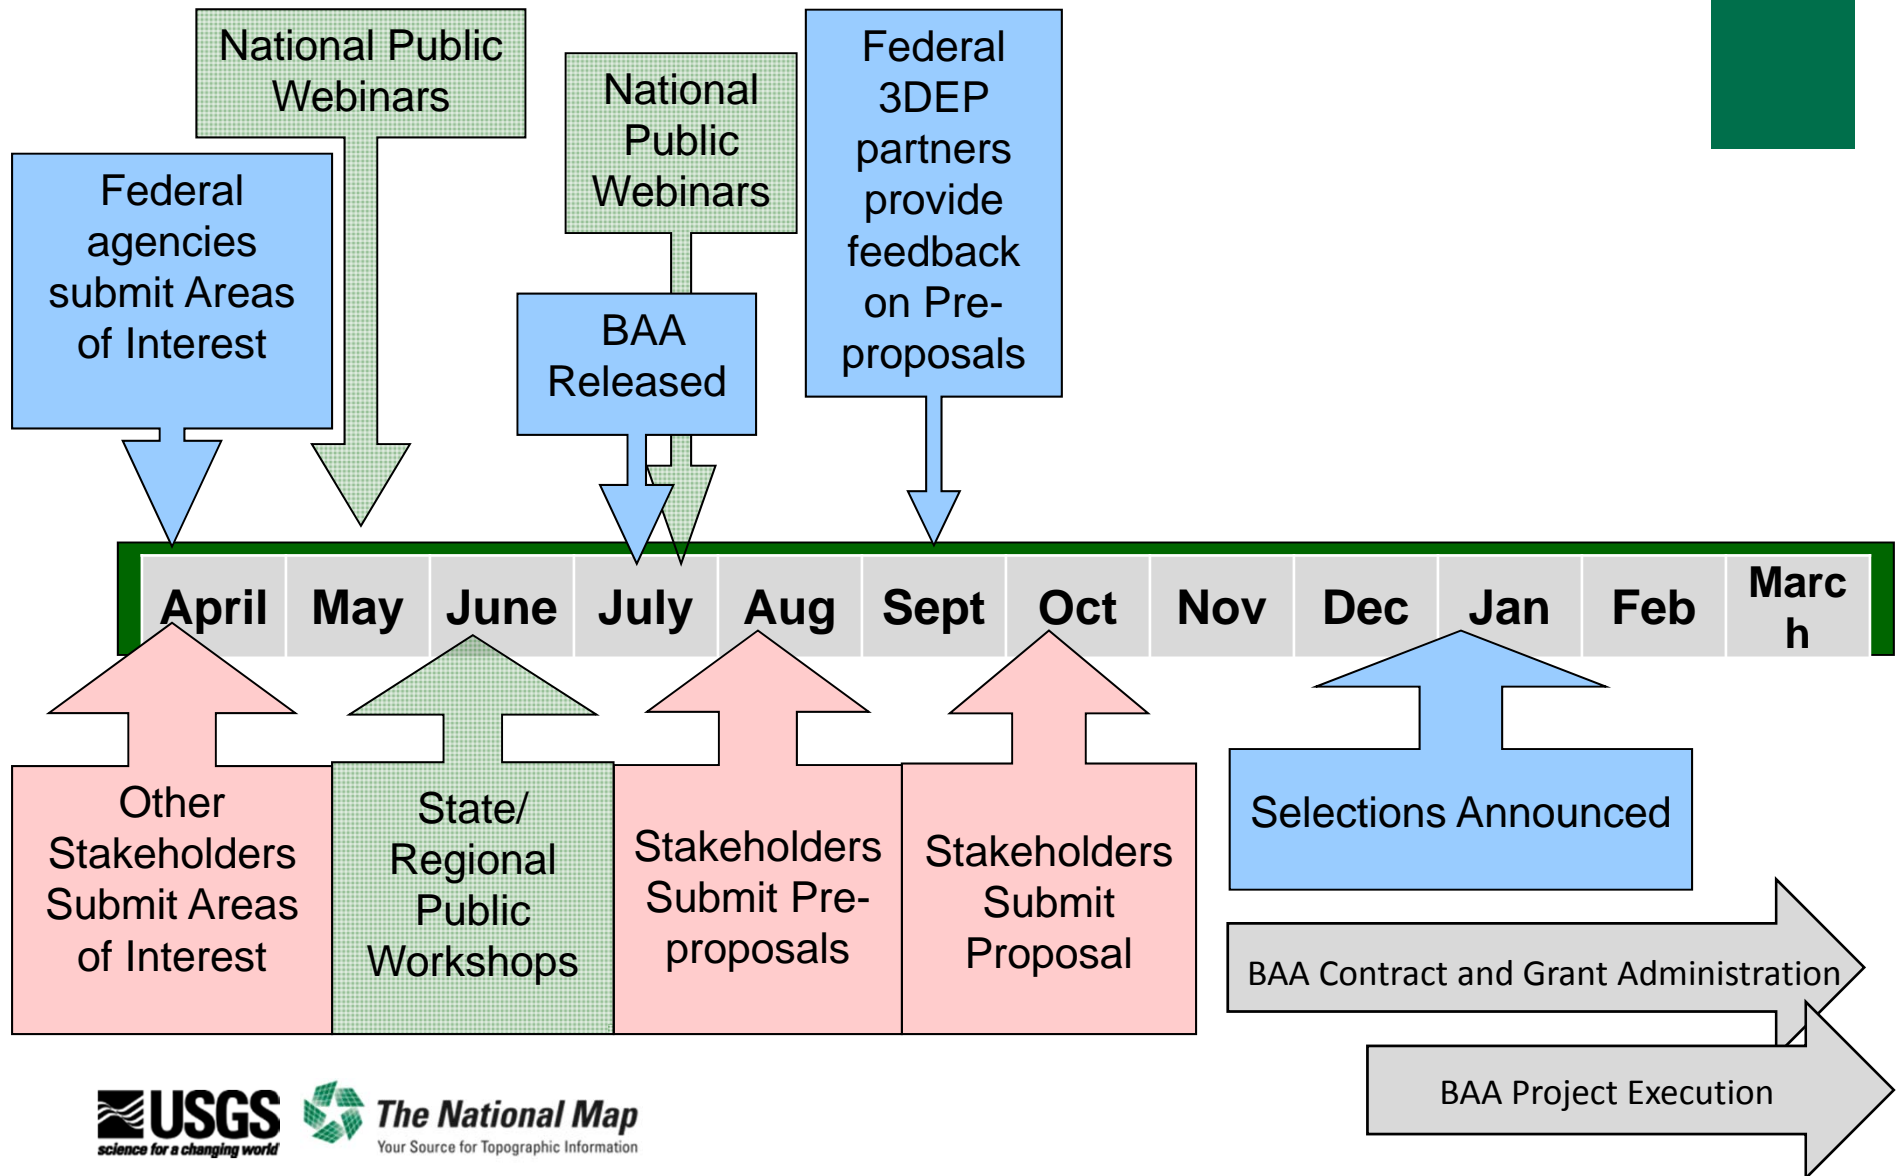 National Public
Webinars
National
Public
Webinars
Federal
3DEP
partners
provide
feedback
on Pre-
proposals
Federal
agencies
submit Areas
of Interest
BAA
Released
April May June July Aug Sept Oct Nov Dec Jan Feb Marc
h
Other
Stakeholders
Submit Areas
of Interest
State/
Regional
Public
Workshops
Stakeholders
Submit Pre-
proposals
Stakeholders
Submit
Proposal
Selections Announced
BAA Contract and Grant Administration
BAA Project Execution
USGS
science for a changing world
The National Map
Your Source for Topographic Information